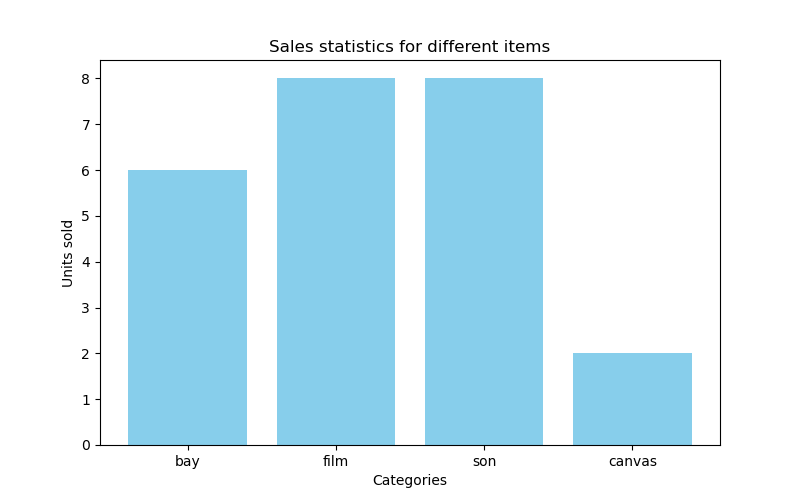 Sales statistics for different items
8
7
6
5
4
3
2
1
0
Units sold
bay film son canvas
Categories